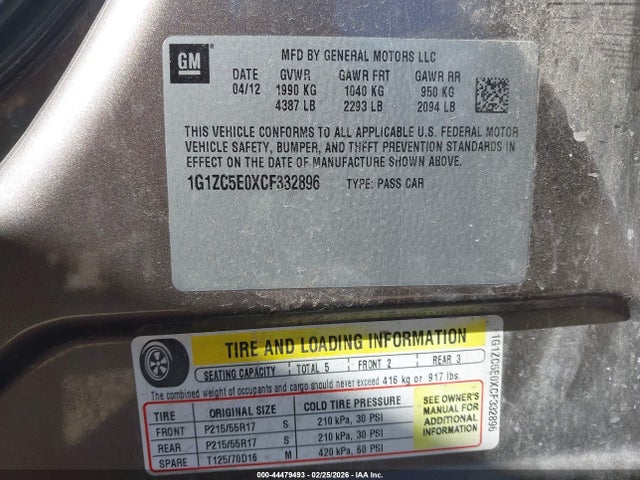 GM
MFD BY GENERAL MOTORS LLC
DATE GVWR GAWR FRT GAWR RR
04/12 1990 KG 1040 KG 950 KG
4387 LB 2293 LB 2094 LB
THIS VEHICLE CONFORMS TO ALL APPLICABLE U.S. FEDERAL MOTOR
VEHICLE SAFETY, BUMPER, AND THEFT PREVENTION STANDARDS IN
EFFECT ON THE DATE OF MANUFACTURE SHOWN ABOVE.
1G1ZC5E0XCF332896 TYPE: PASS CAR
TIRE AND LOADING INFORMATION
SEATING CAPACITY TOTAL 5 FRONT 2 REAR 3
The combined weight of occupants and cargo should never exceed 416 kg or 917 lbs.
TIRE ORIGINAL SIZE COLD TIRE PRESSURE
FRONT P215/55R17 S 210 kPa, 30 PSI
REAR P215/55R17 S 210 kPa, 30 PSI
SPARE T125/70D16 M 420 kPa, 60 PSI
SEE OWNER'S
MANUAL FOR
ADDITIONAL
INFORMATION
1G1ZC5E0XCF332896
000-44479493 - 02/25/2026 - IAA Inc.